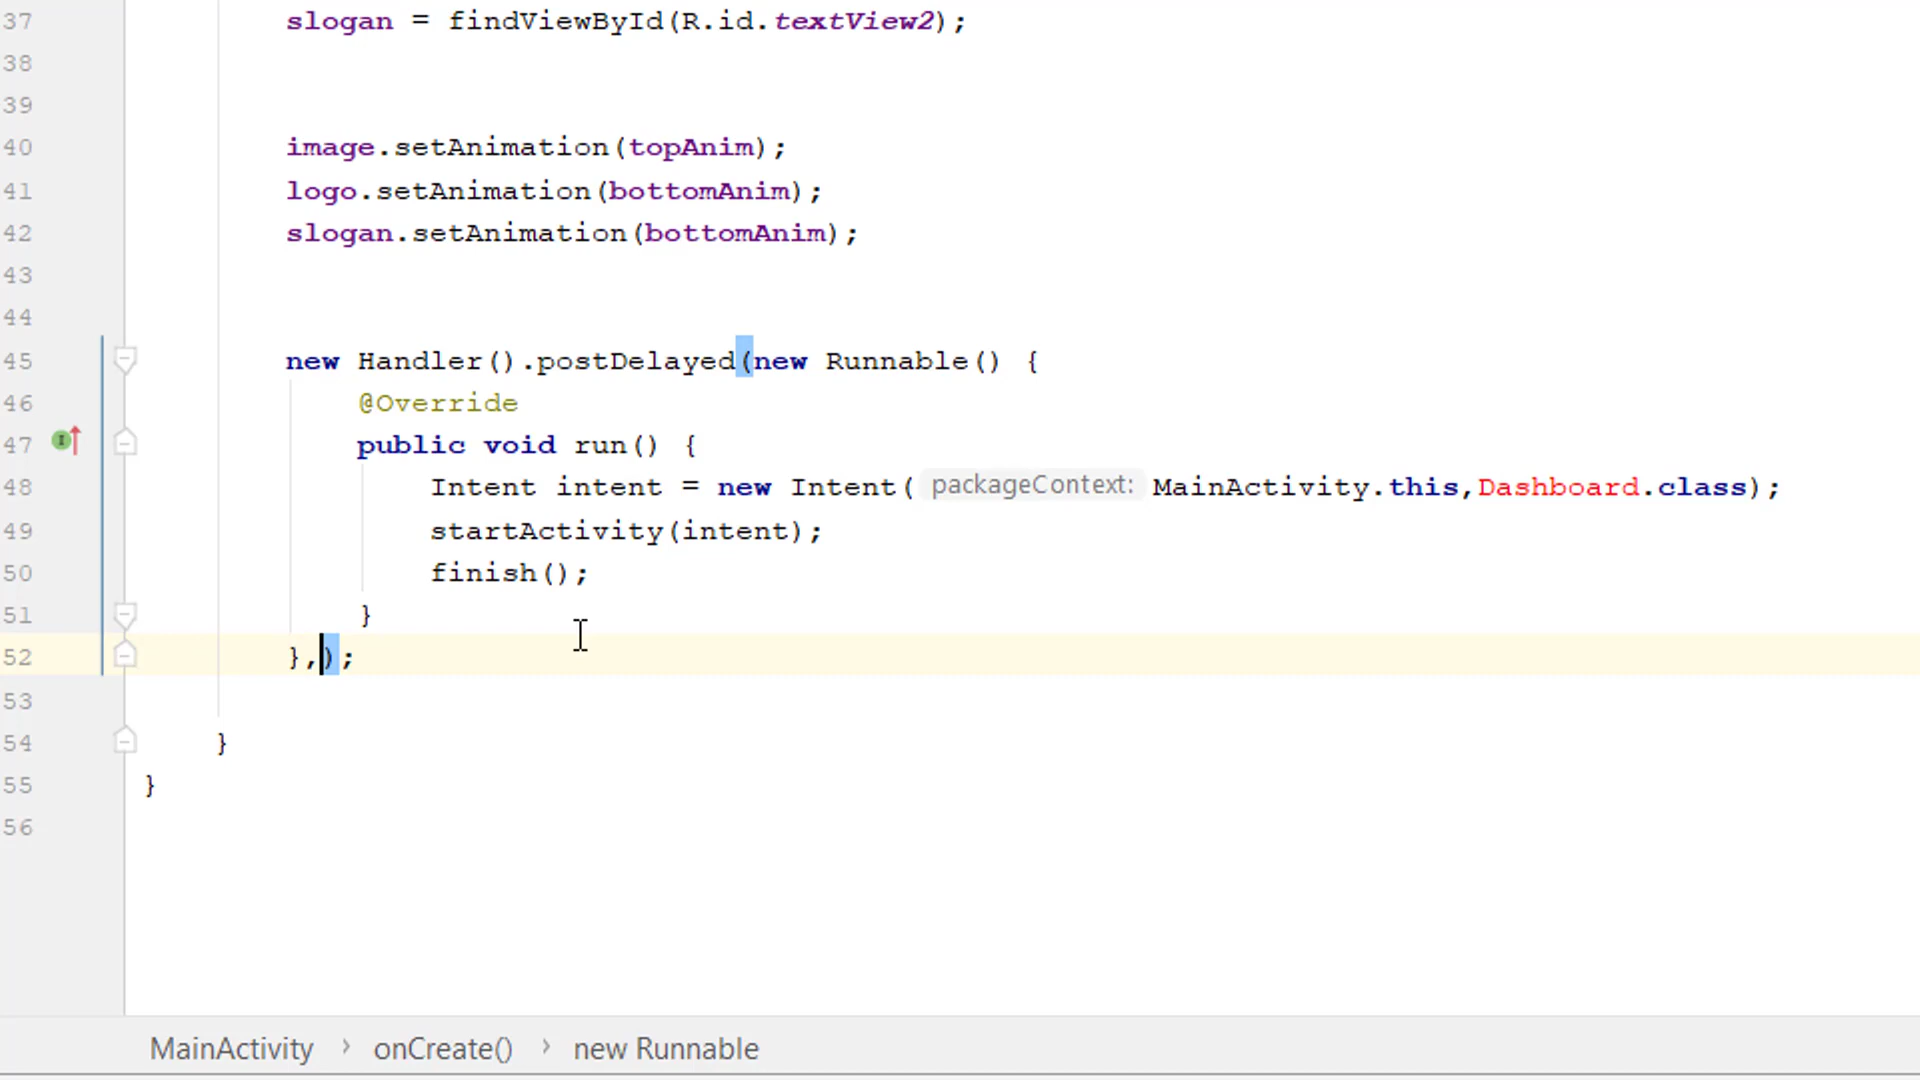 37 slogan = findViewById(R.id.textView2);
38
39
40 image.setAnimation(topAnim);
41 logo.setAnimation(bottomAnim);
42 slogan.setAnimation(bottomAnim);
43
44
45 new Handler().postDelayed(new Runnable() {
46 @Override
47 public void run() {
48 Intent intent = new Intent( packageContext: MainActivity.this,Dashboard.class);
49 startActivity(intent);
50 finish();
51 }
52 },);
53
54 }
55 }
56
MainActivity › onCreate() › new Runnable